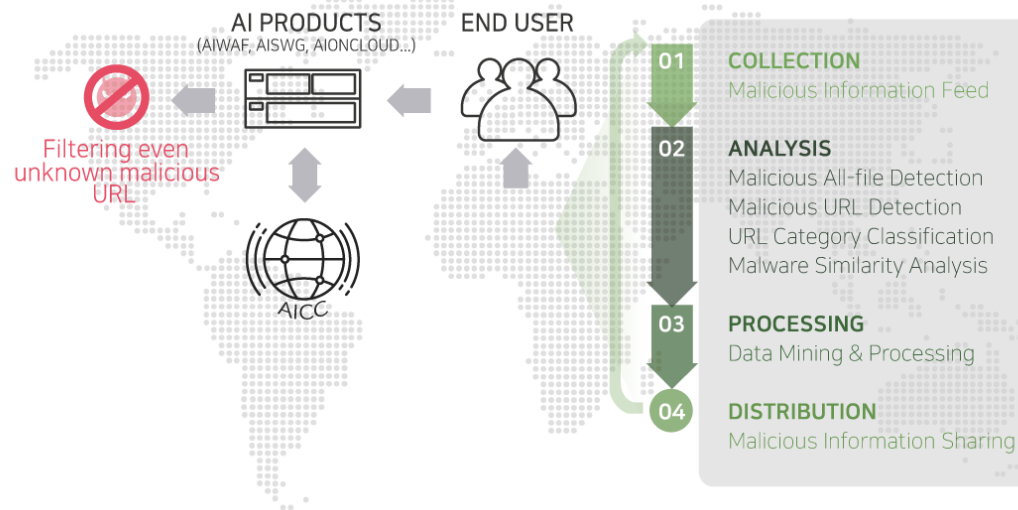 AI PRODUCTS
(AIWAF, AISWG, AIONCLOUD...)
END USER
Filtering even
unknown malicious
URL
AICC
01
COLLECTION
Malicious Information Feed
02
ANALYSIS
Malicious All-file Detection
Malicious URL Detection
URL Category Classification
Malware Similarity Analysis
03
PROCESSING
Data Mining & Processing
04
DISTRIBUTION
Malicious Information Sharing